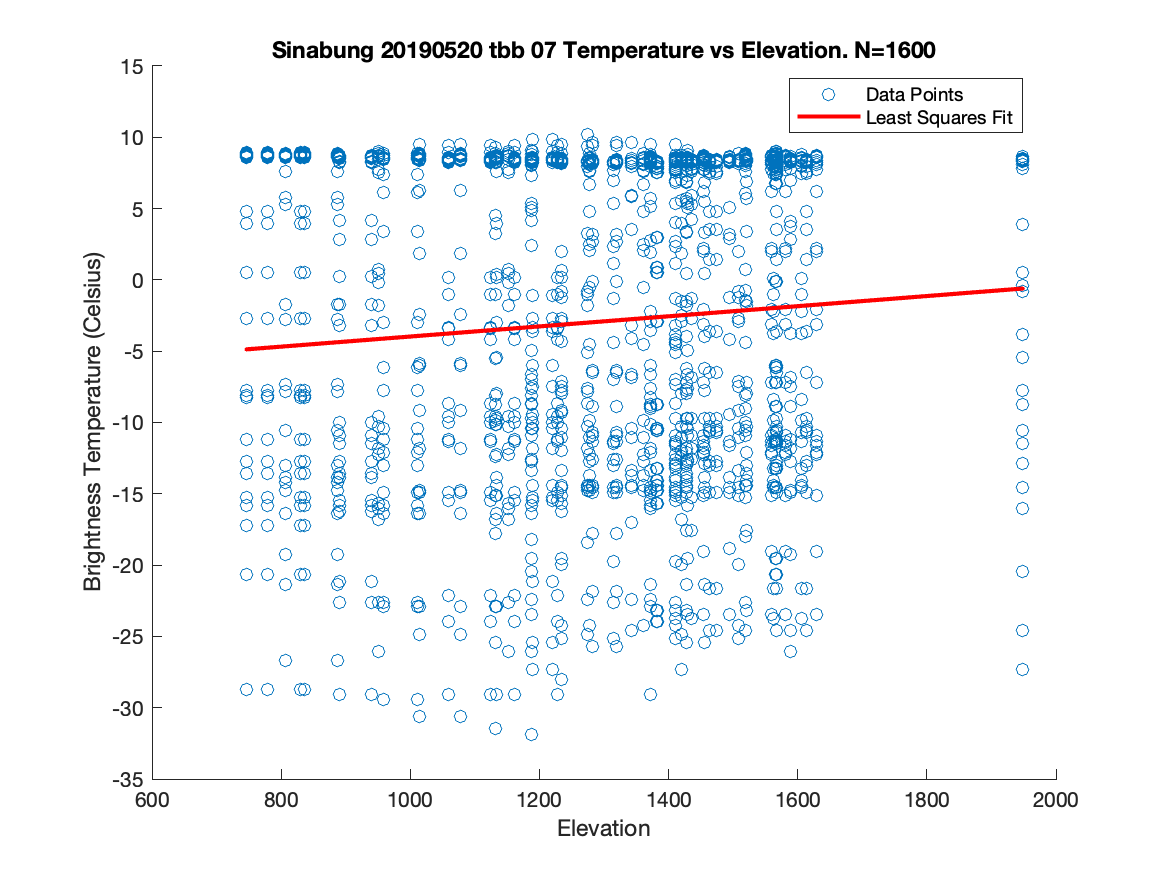 Sinabung 20190520 tbb 07 Temperature vs Elevation. N=1600
Data Points
Least Squares Fit
15
10
5
0
-5
-10
-15
-20
-25
-30
-35
Brightness Temperature (Celsius)
600 800 1000 1200 1400 1600 1800 2000
Elevation